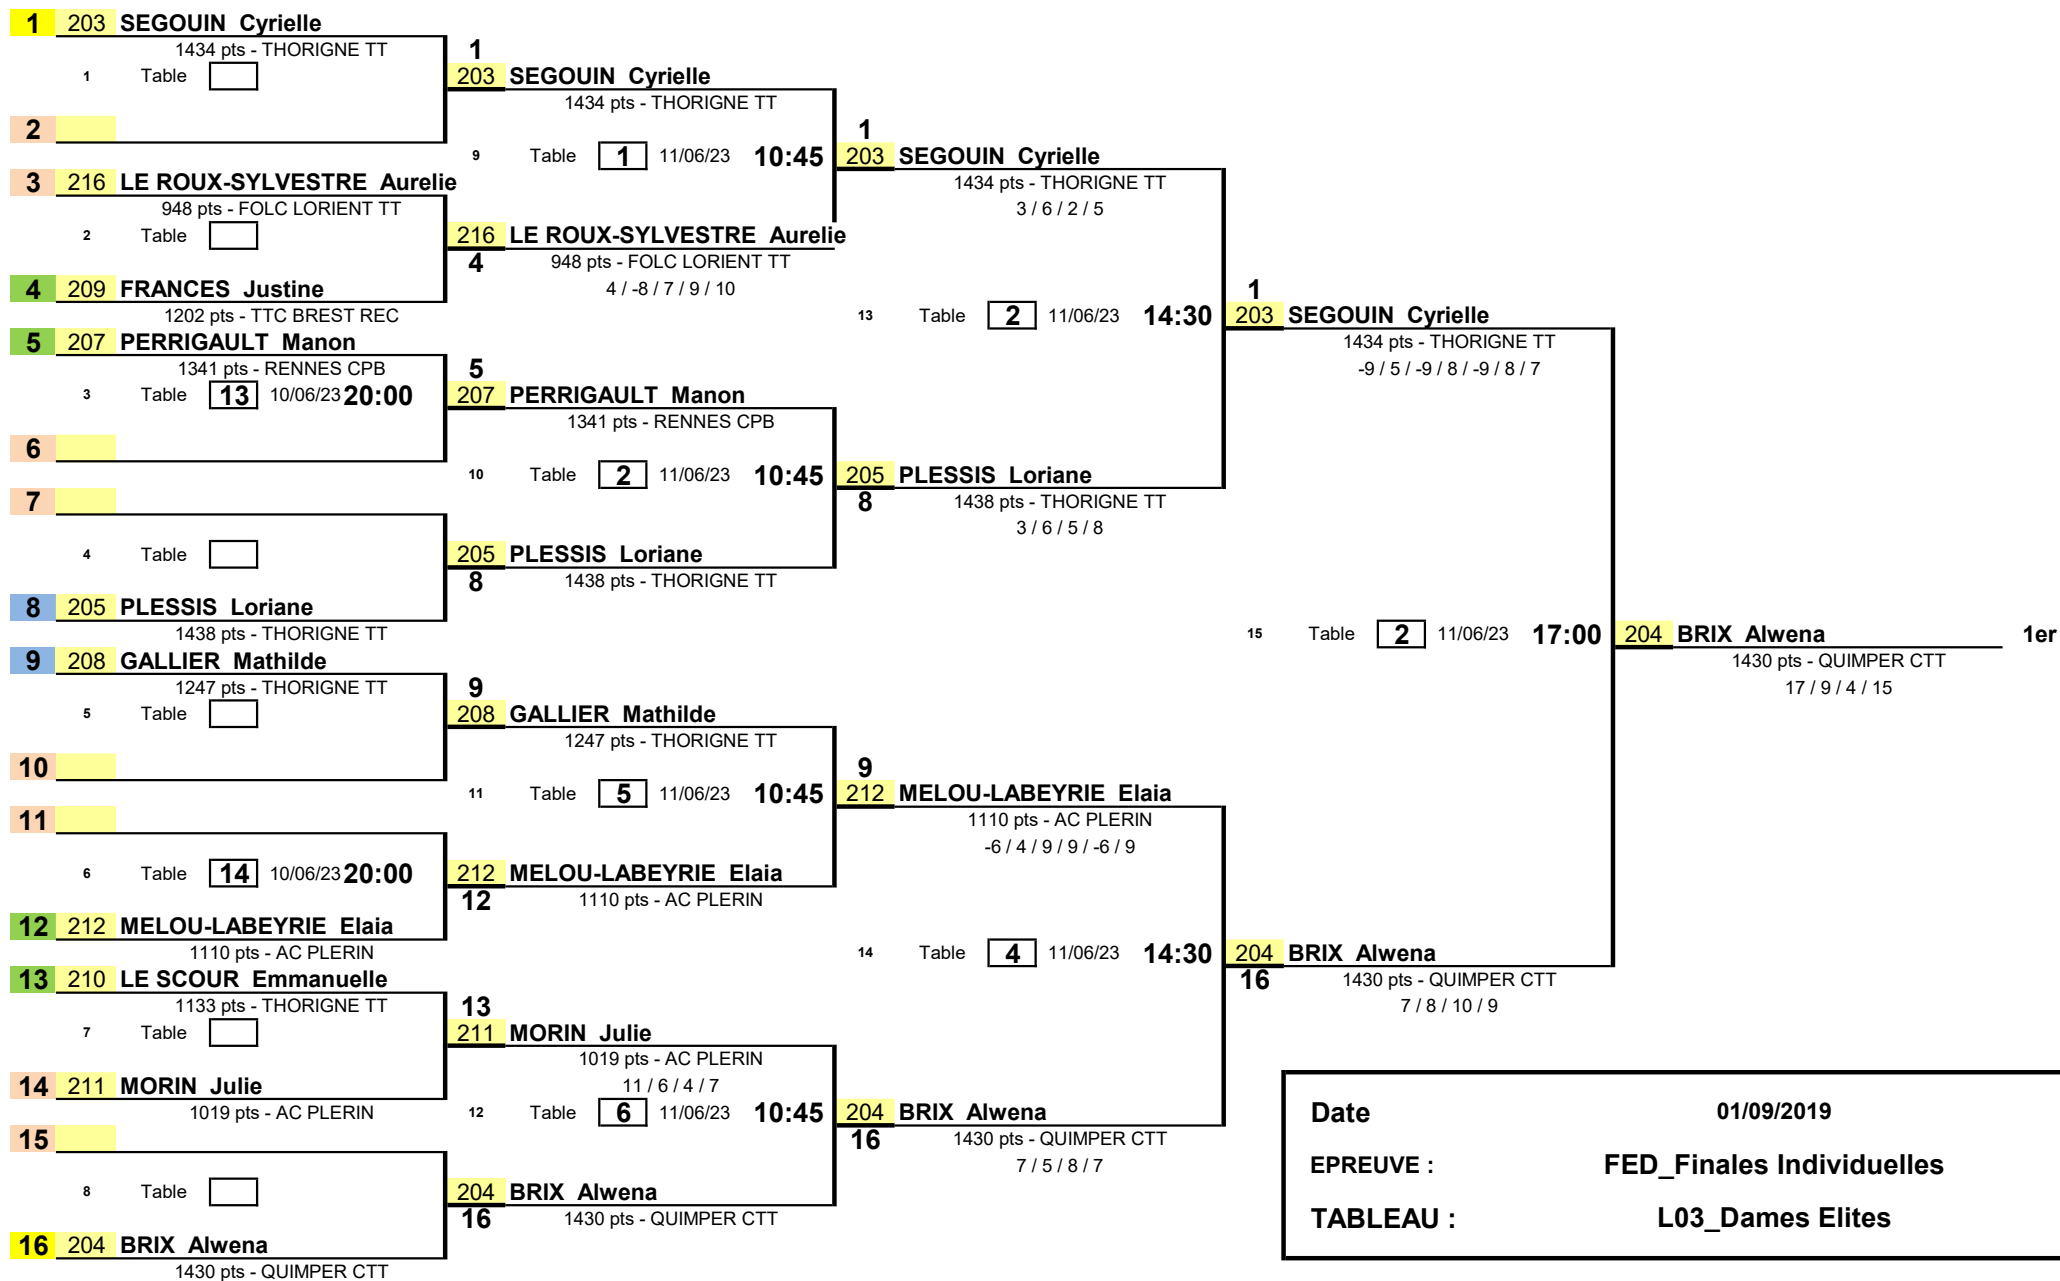 1 203 SEGOUIN Cyrielle
1434 pts - THORIGNE TT
1 Table
2
3 216 LE ROUX-SYLVESTRE Aurelie
948 pts - FOLC LORIENT TT
2 Table
4 209 FRANCES Justine
1202 pts - TTC BREST REC
5 207 PERRIGAULT Manon
1341 pts - RENNES CPB
3 Table 13 10/06/23 20:00
6
7
4 Table
8 205 PLESSIS Loriane
1438 pts - THORIGNE TT
9 208 GALLIER Mathilde
1247 pts - THORIGNE TT
5 Table
10
11
6 Table 14 10/06/23 20:00
12 212 MELOU-LABEYRIE Elaia
1110 pts - AC PLERIN
13 210 LE SCOUR Emmanuelle
1133 pts - THORIGNE TT
7 Table
14 211 MORIN Julie
1019 pts - AC PLERIN
15
8 Table
16 204 BRIX Alwena
1430 pts - QUIMPER CTT
1
203 SEGOUIN Cyrielle
1434 pts - THORIGNE TT
9 Table 1 11/06/23 10:45
216 LE ROUX-SYLVESTRE Aurelie
4 948 pts - FOLC LORIENT TT
4 / -8 / 7 / 9 / 10
5
207 PERRIGAULT Manon
1341 pts - RENNES CPB
10 Table 2 11/06/23 10:45
205 PLESSIS Loriane
8 1438 pts - THORIGNE TT
9
208 GALLIER Mathilde
1247 pts - THORIGNE TT
11 Table 5 11/06/23 10:45
212 MELOU-LABEYRIE Elaia
12 1110 pts - AC PLERIN
13
211 MORIN Julie
1019 pts - AC PLERIN
11 / 6 / 4 / 7
12 Table 6 11/06/23 10:45
204 BRIX Alwena
16 1430 pts - QUIMPER CTT
1
203 SEGOUIN Cyrielle
1434 pts - THORIGNE TT
3 / 6 / 2 / 5
13 Table 2 11/06/23 14:30
205 PLESSIS Loriane
8 1438 pts - THORIGNE TT
3 / 6 / 5 / 8
9
212 MELOU-LABEYRIE Elaia
1110 pts - AC PLERIN
-6 / 4 / 9 / 9 / -6 / 9
14 Table 4 11/06/23 14:30
204 BRIX Alwena
16 1430 pts - QUIMPER CTT
7 / 5 / 8 / 7
1
203 SEGOUIN Cyrielle
1434 pts - THORIGNE TT
-9 / 5 / -9 / 8 / -9 / 8 / 7
15 Table 2 11/06/23 17:00
204 BRIX Alwena
16 1430 pts - QUIMPER CTT
7 / 8 / 10 / 9
204 BRIX Alwena 1er
1430 pts - QUIMPER CTT
17 / 9 / 4 / 15
Date 01/09/2019
EPREUVE : FED_Finales Individuelles
TABLEAU : L03_Dames Elites